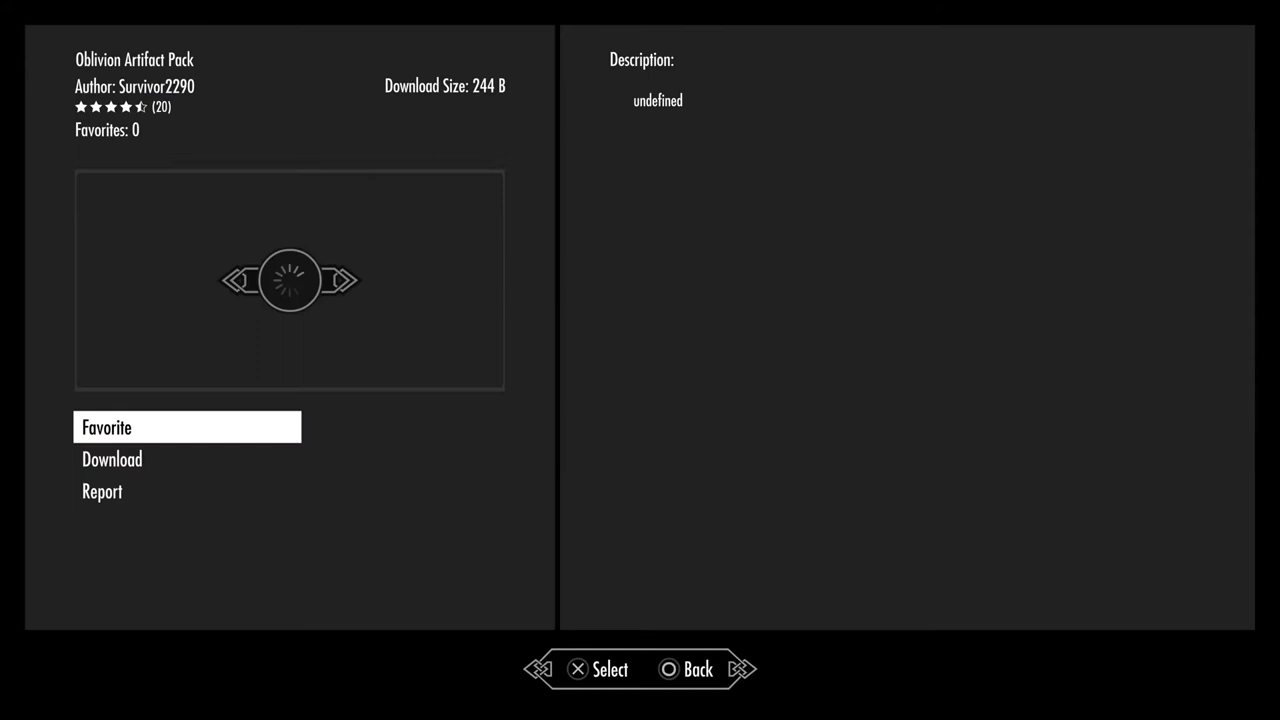 Oblivion Artifact Pack
Author: Survivor2290
Download Size: 244 B
(20)
Favorites: 0
Favorite
Download
Report
Description:
undefined
Select
Back